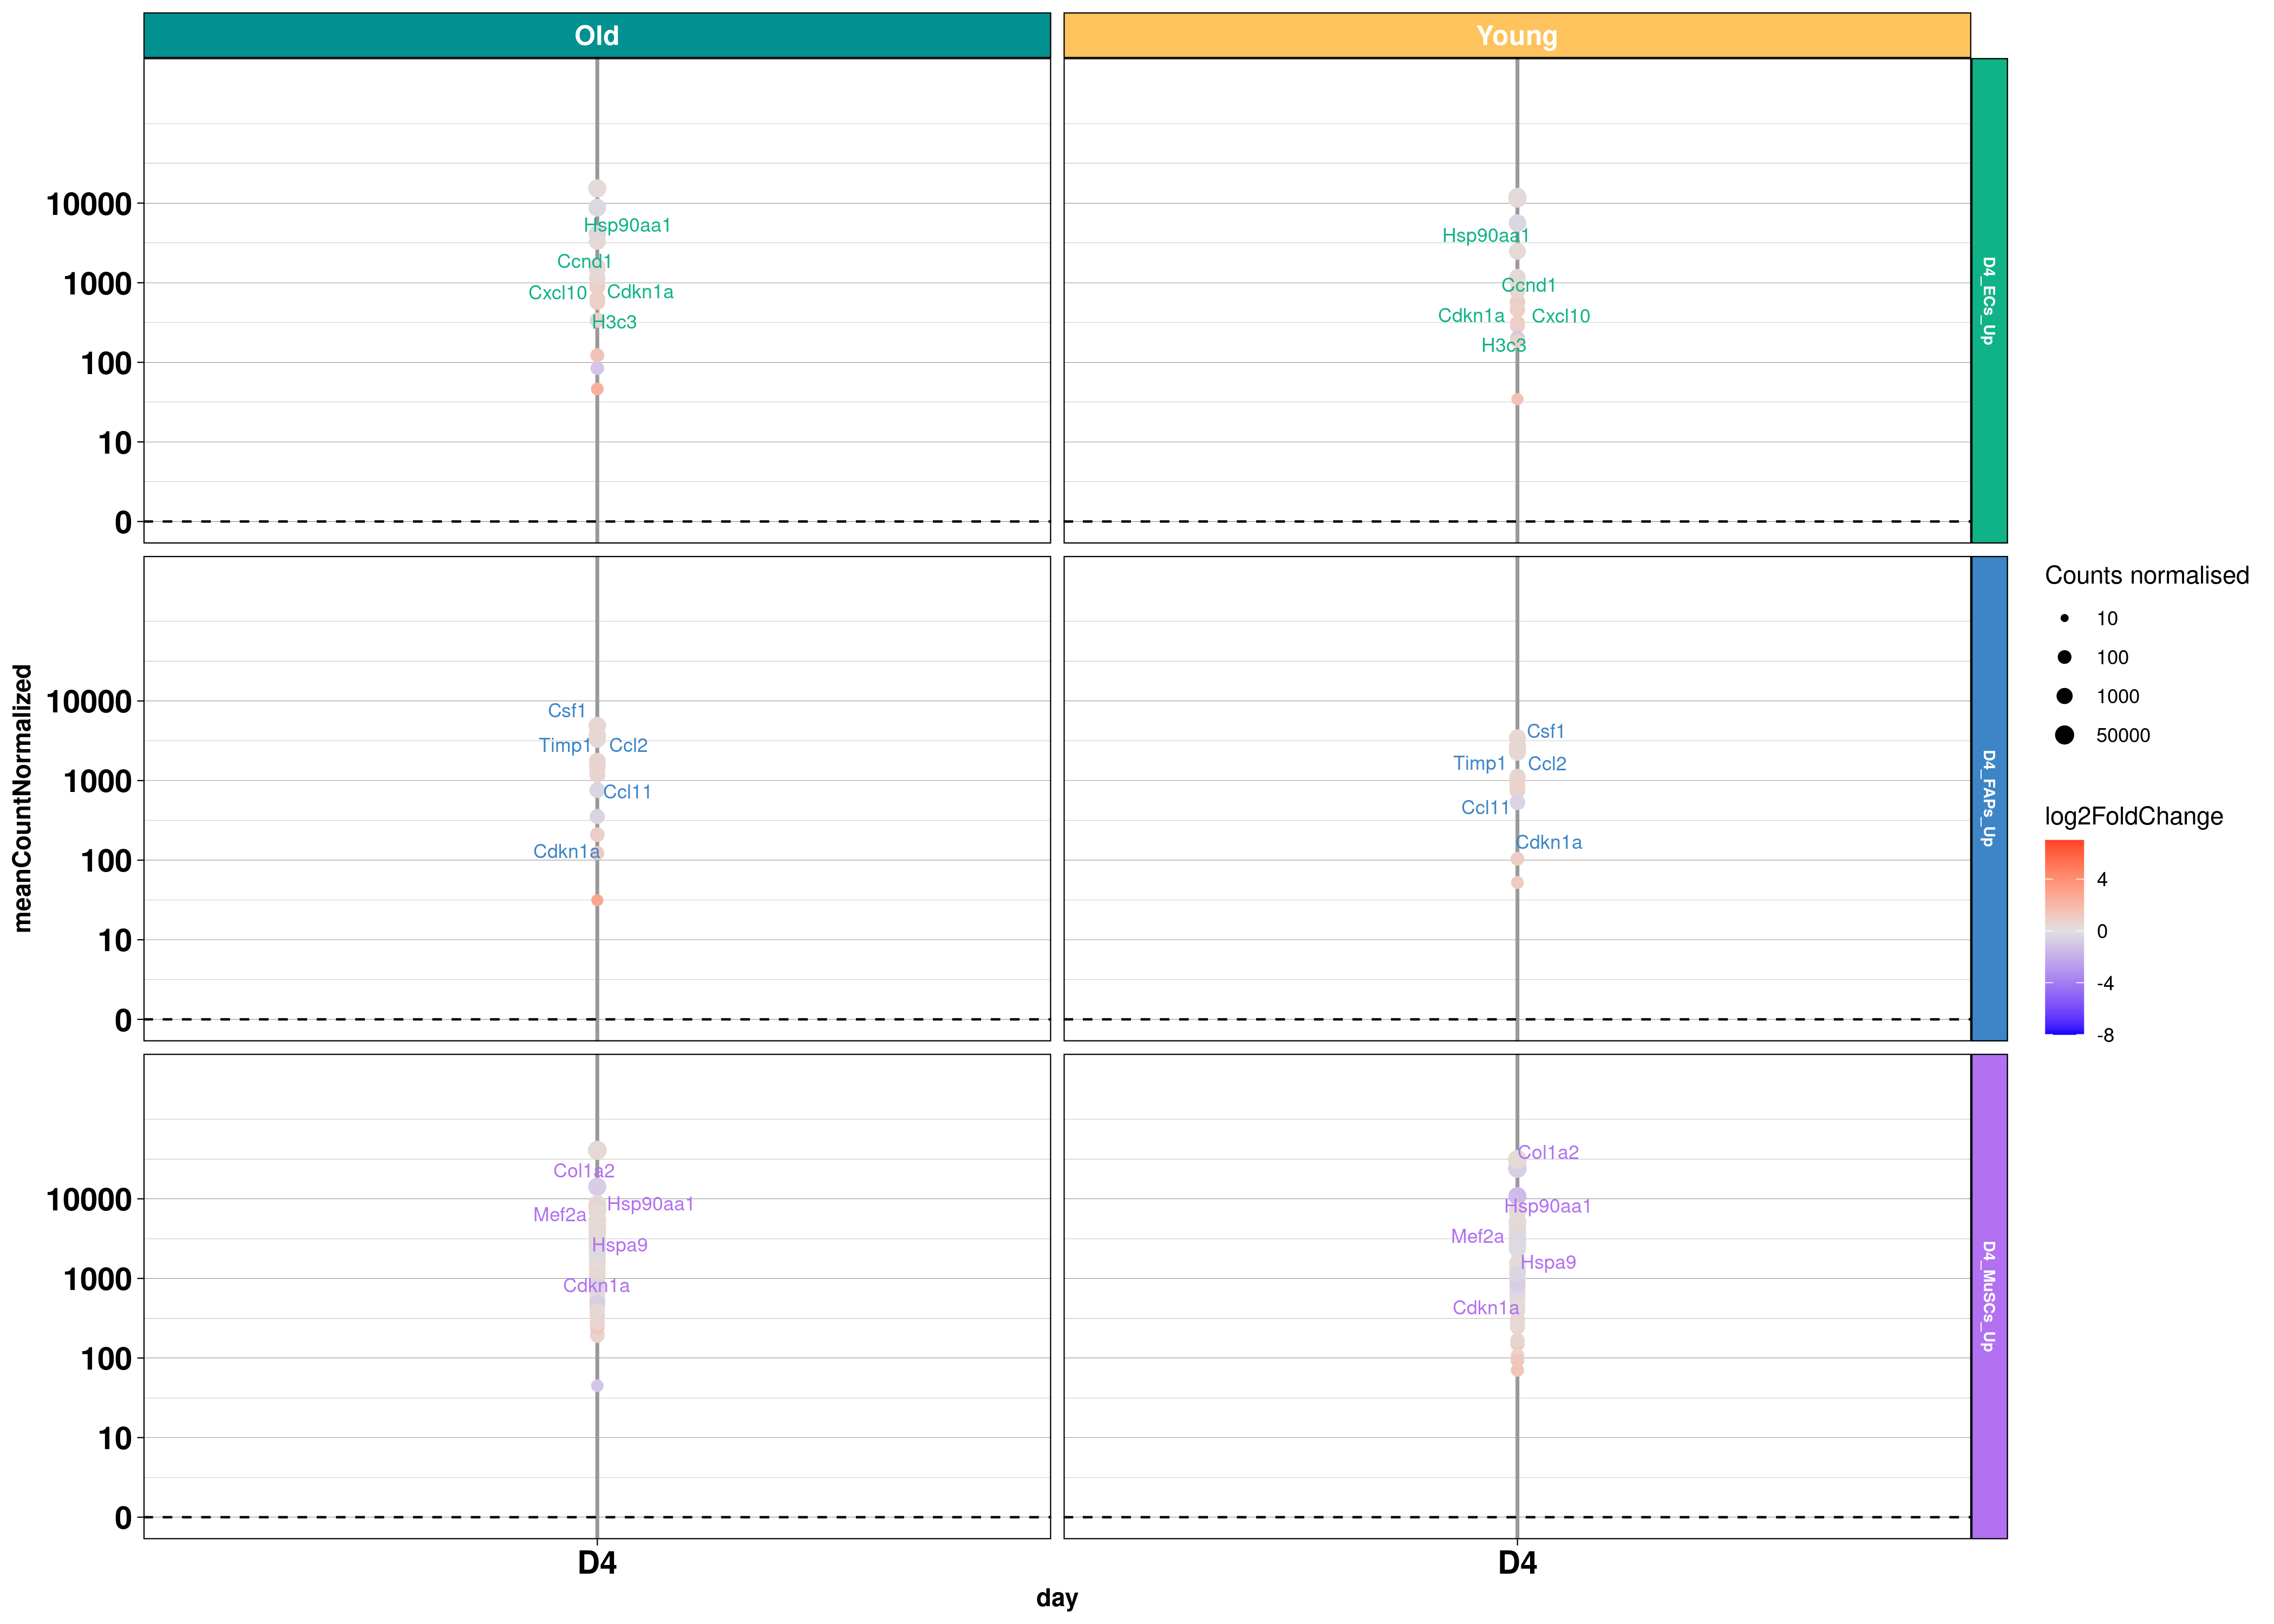 Old
Young
10000
1000
100
10
0
Hsp90aa1
Ccnd1
Cxcl10
Cdkn1a
H3c3
Hsp90aa1
Ccnd1
Cdkn1a
Cxcl10
H3c3
D4_ECs_Up
meanCountNormalized
10000
1000
100
10
0
Csf1
Timp1
Ccl2
Ccl11
Cdkn1a
Csf1
Timp1
Ccl2
Ccl11
Cdkn1a
D4_FAPs_Up
10000
1000
100
10
0
Col1a2
Hsp90aa1
Mef2a
Hspa9
Cdkn1a
Col1a2
Hsp90aa1
Mef2a
Hspa9
Cdkn1a
D4_MuSCs_Up
D4
D4
day
Counts normalised
10
100
1000
50000
log2FoldChange
4
0
-4
-8